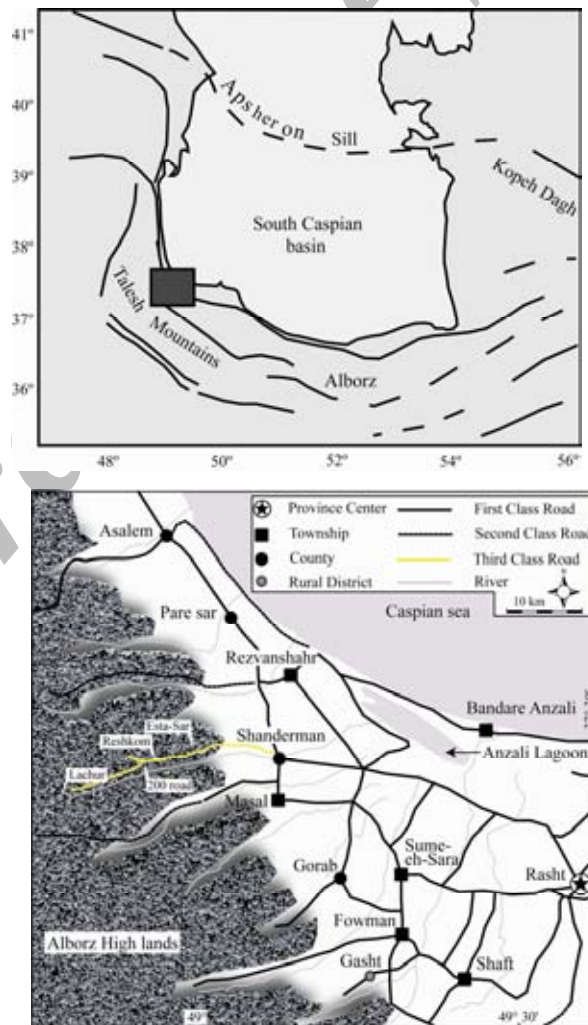 41°
40°
39°
38°
37°
36°
48°
50°
52°
54°
56°
Apsheron
Sill
Kopeh Dagh
South Caspian
basin
Talesh
Mountains
Alborz
Province Center
First Class Road
Township
Second Class Road
County
Third Class Road
Rural District
River
10 km
Asalem
Pare sar
Caspian sea
Rezvanshahr
Bandare Anzali
Esta-Sar
Reshkom
Shanderman
Anzali Lagoon
Lachur
200 road
Masal
Sume-
eh-Sara
Rasht
Gorab
Fowman
Alborz High lands
Gasht
Shaft
49°
49° 30'